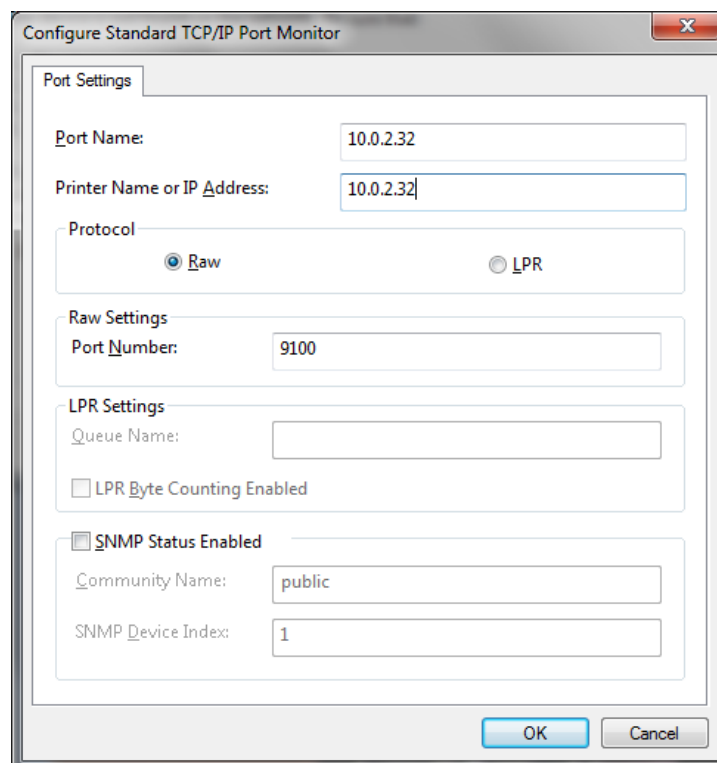 Configure Standard TCP/IP Port Monitor
Port Settings
Port Name: 10.0.2.32
Printer Name or IP Address: 10.0.2.32
Protocol
Raw LPR
Raw Settings
Port Number: 9100
LPR Settings
Queue Name:
LPR Byte Counting Enabled
SNMP Status Enabled
Community Name: public
SNMP Device Index: 1
OK Cancel